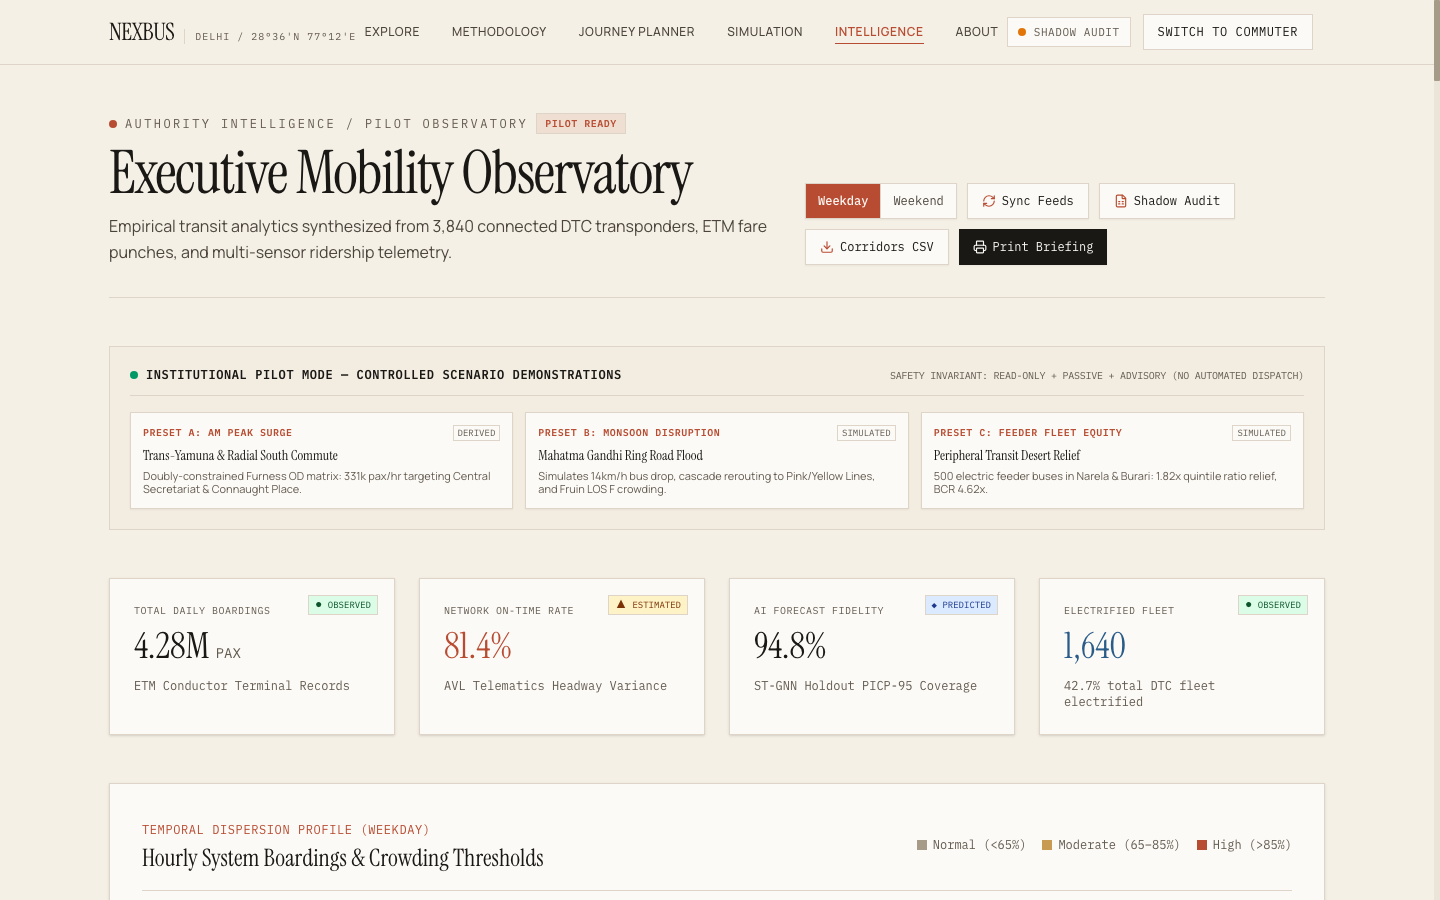 NEXBUS
DELHI / 28°36'N 77°12'E
EXPLORE
METHODOLOGY
JOURNEY PLANNER
SIMULATION
INTELLIGENCE
ABOUT
SHADOW AUDIT
SWITCH TO COMMUTER
AUTHORITY INTELLIGENCE / PILOT OBSERVATORY
PILOT READY
Executive Mobility Observatory
Empirical transit analytics synthesized from 3,840 connected DTC transponders, ETM fare
punches, and multi-sensor ridership telemetry.
Weekday
Weekend
Sync Feeds
Shadow Audit
Corridors CSV
Print Briefing
INSTITUTIONAL PILOT MODE — CONTROLLED SCENARIO DEMONSTRATIONS
SAFETY INVARIANT: READ-ONLY + PASSIVE + ADVISORY (NO AUTOMATED DISPATCH)
PRESET A: AM PEAK SURGE
DERIVED
Trans-Yamuna & Radial South Commute
Doubly-constrained Furness OD matrix: 331k pax/hr targeting Central
Secretariat & Connaught Place.
PRESET B: MONSOON DISRUPTION
SIMULATED
Mahatma Gandhi Ring Road Flood
Simulates 14km/h bus drop, cascade rerouting to Pink/Yellow Lines,
and Fruin LOS F crowding.
PRESET C: FEEDER FLEET EQUITY
SIMULATED
Peripheral Transit Desert Relief
500 electric feeder buses in Narela & Burari: 1.82x quintile ratio relief,
BCR 4.62x.
TOTAL DAILY BOARDINGS
OBSERVED
4.28M PAX
ETM Conductor Terminal Records
NETWORK ON-TIME RATE
ESTIMATED
81.4%
AVL Telematics Headway Variance
AI FORECAST FIDELITY
PREDICTED
94.8%
ST-GNN Holdout PICP-95 Coverage
ELECTRIFIED FLEET
OBSERVED
1,640
42.7% total DTC fleet
electrified
TEMPORAL DISPERSION PROFILE (WEEKDAY)
Hourly System Boardings & Crowding Thresholds
Normal (<65%)
Moderate (65–85%)
High (>85%)